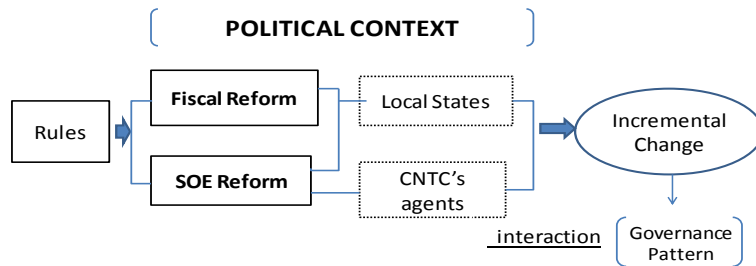 POLITICAL CONTEXT
Fiscal Reform
Local States
Rules
Incremental
Change
SOE Reform
CNTC's
agents
interaction
Governance
Pattern